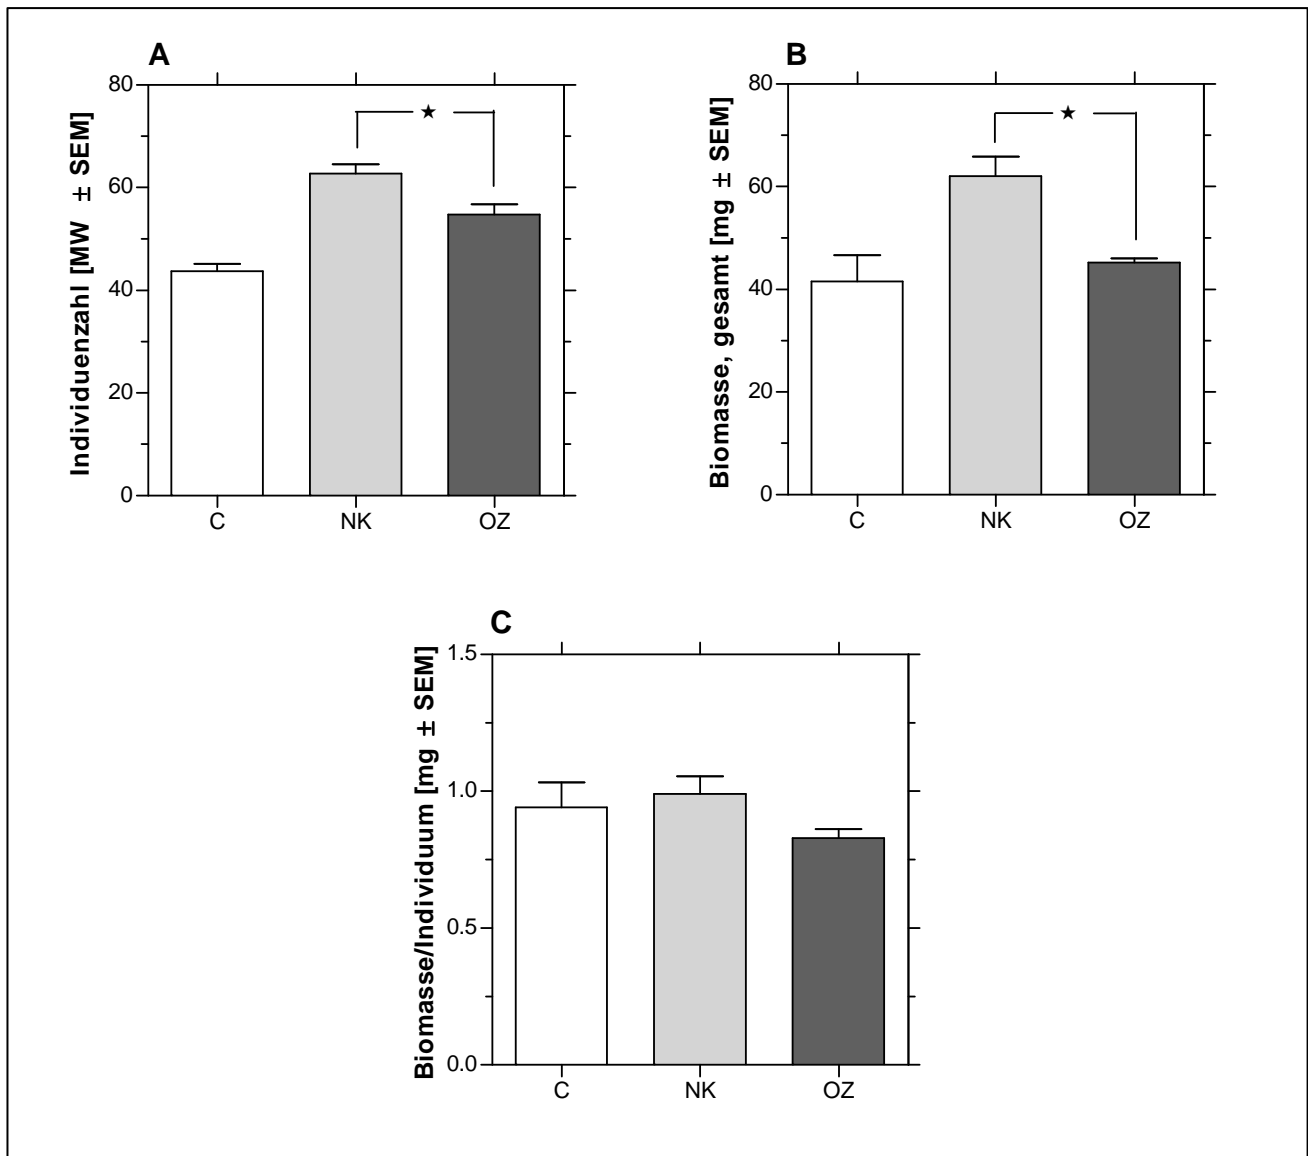 A
Individuenzahl [MW ± SEM]
80
60
40
20
0
C NK OZ
B
Biomasse, gesamt [mg ± SEM]
80
60
40
20
0
C NK OZ
C
Biomasse/Individuum [mg ± SEM]
1.5
1.0
0.5
0.0
C NK OZ